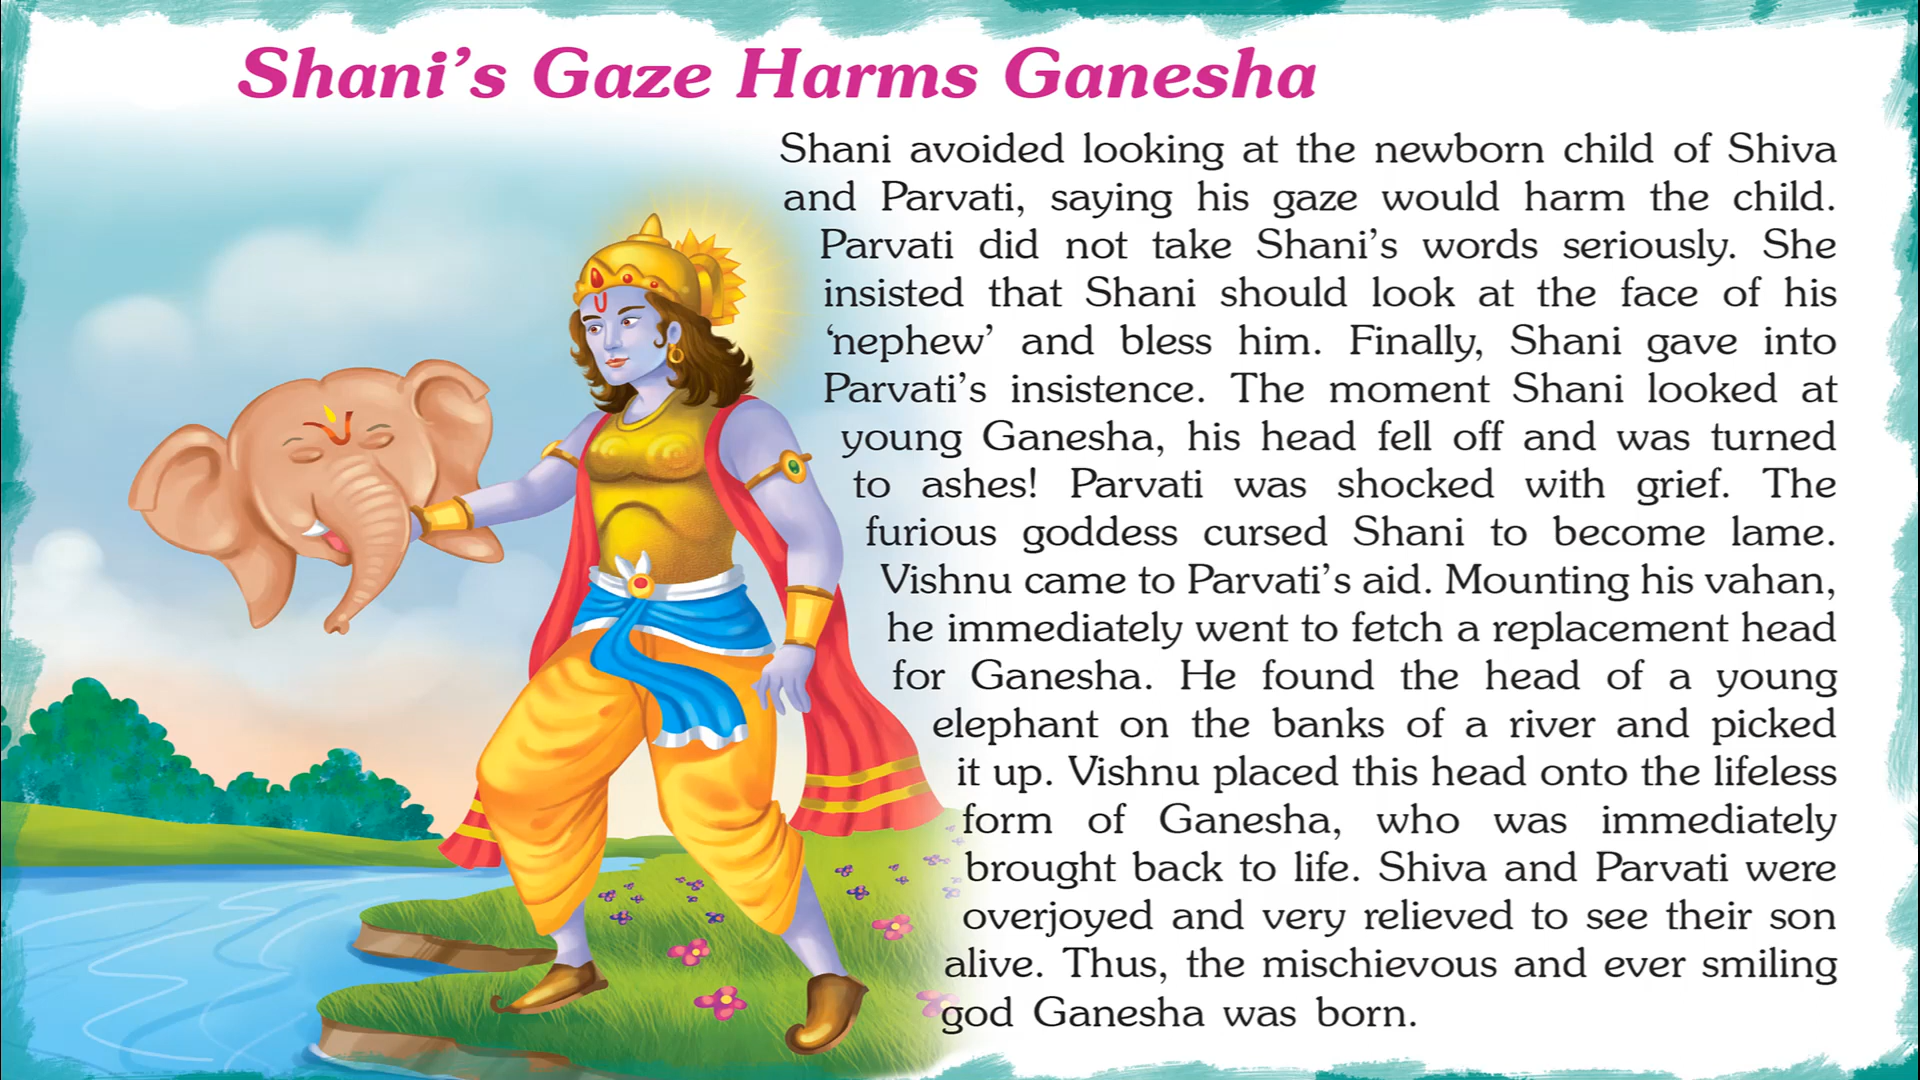 Shani’s Gaze Harms Ganesha
Shani avoided looking at the newborn child of Shiva
and Parvati, saying his gaze would harm the child.
Parvati did not take Shani’s words seriously. She
insisted that Shani should look at the face of his
‘nephew’ and bless him. Finally, Shani gave into
Parvati’s insistence. The moment Shani looked at
young Ganesha, his head fell off and was turned
to ashes! Parvati was shocked with grief. The
furious goddess cursed Shani to become lame.
Vishnu came to Parvati’s aid. Mounting his vahan,
he immediately went to fetch a replacement head
for Ganesha. He found the head of a young
elephant on the banks of a river and picked
it up. Vishnu placed this head onto the lifeless
form of Ganesha, who was immediately
brought back to life. Shiva and Parvati were
overjoyed and very relieved to see their son
alive. Thus, the mischievous and ever smiling
god Ganesha was born.